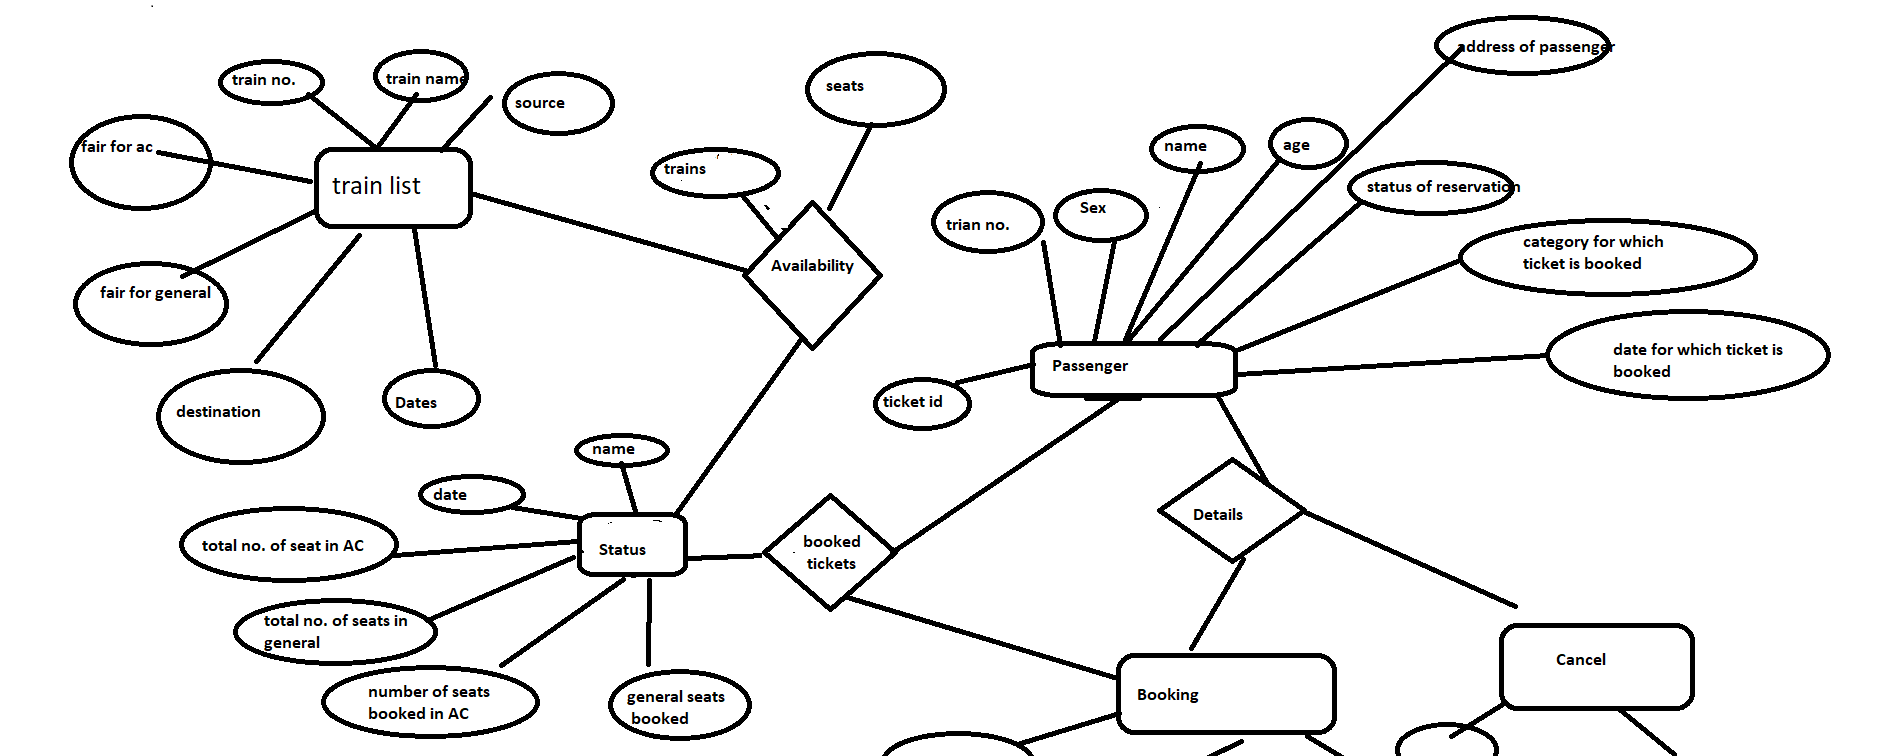 address of passenger
train no.
train name
source
seats
fair for ac
train list
trains
name
age
status of reservation
trian no.
Sex
category for which
ticket is booked
Availability
fair for general
date for which ticket is
booked
Passenger
destination
Dates
ticket id
name
date
total no. of seat in AC
Status
booked
tickets
Details
total no. of seats in
general
number of seats
booked in AC
general seats
booked
Booking
Cancel